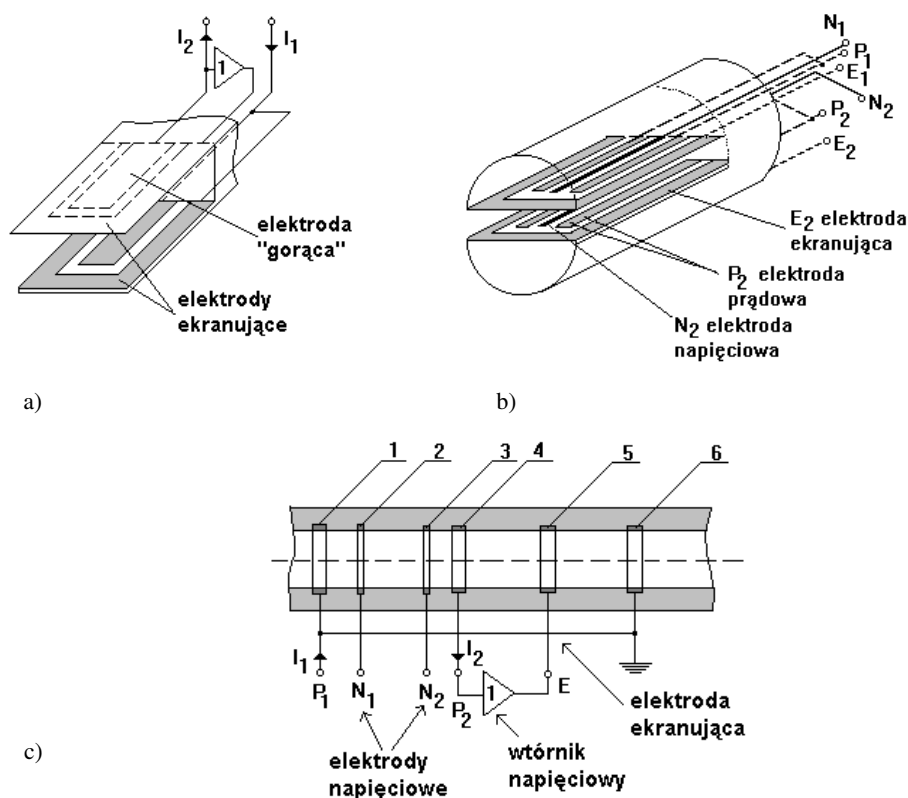 I2
1
I1
elektroda
"gorąca"
elektrody
ekranujące
a)
N1
P1
E1
N2
P2
E2
E2 elektroda
ekranująca
P2 elektroda
prądowa
N2 elektroda
napięciowa
b)
1 2 3 4 5 6
I1
P1
N1
N2
I2
P2
1
E
elektrody
napięciowe
wtórnik
napięciowy
elektroda
ekranująca
c)